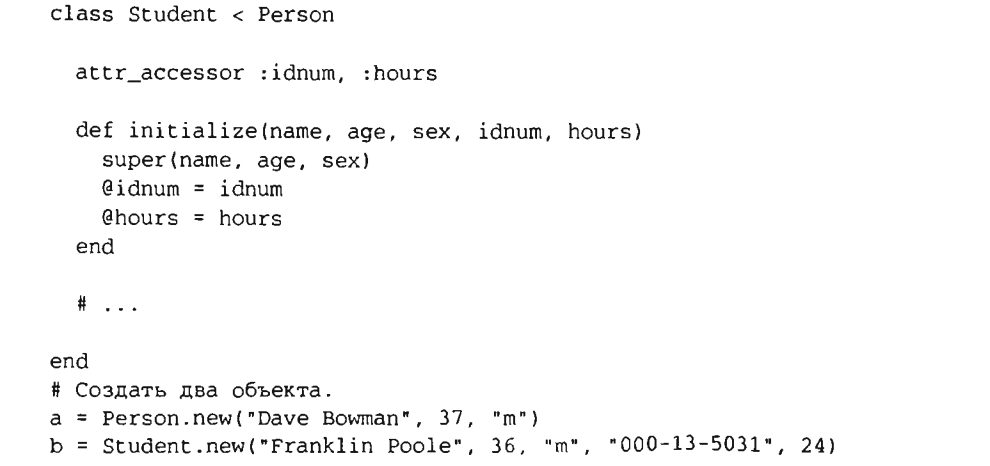 class Student < Person
attr_accessor :idnum, :hours
def initialize(name, age, sex, idnum, hours)
super(name, age, sex)
@idnum = idnum
@hours = hours
end
# ...
end
# Создать два объекта.
a = Person.new("Dave Bowman", 37, "m")
b = Student.new("Franklin Poole", 36, "m", "000-13-5031", 24)